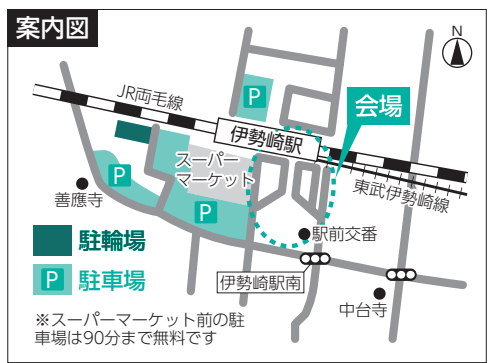 案内図
N
JR両毛線
P
会場
伊勢崎駅
スーパー
マーケット
東武伊勢崎線
P
善應寺
P
駅前交番
駐輪場
P 駐車場
伊勢崎駅南
中台寺
※スーパーマーケット前の駐
車場は90分まで無料です